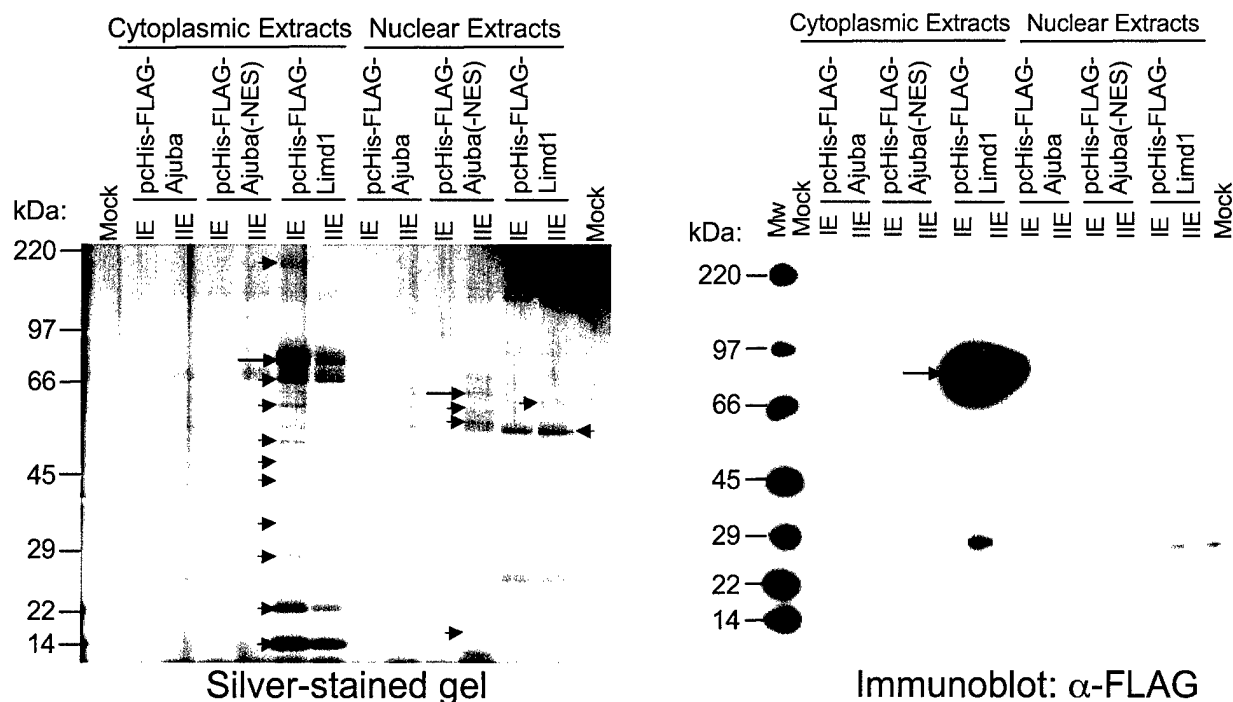 Cytoplasmic Extracts Nuclear Extracts
Mock
pcHis-FLAG-
Ajuba
pcHis-FLAG-
Ajuba(-NES)
pcHis-FLAG-
Limd1
pcHis-FLAG-
Ajuba
pcHis-FLAG-
Ajuba(-NES)
pcHis-FLAG-
Limd1
Mock
kDa:
IE IIE IE IIE IE IIE IE IIE IE IIE IE IIE
220
97
66
45
29
22
14
Silver-stained gel
Cytoplasmic Extracts Nuclear Extracts
Mw
Mock
pcHis-FLAG-
Ajuba
pcHis-FLAG-
Ajuba(-NES)
pcHis-FLAG-
Limd1
pcHis-FLAG-
Ajuba
pcHis-FLAG-
Ajuba(-NES)
pcHis-FLAG-
Limd1
Mock
kDa:
IE IIE IE IIE IE IIE IE IIE IE IIE IE IIE
220
97
66
45
29
22
14
Immunoblot: α-FLAG